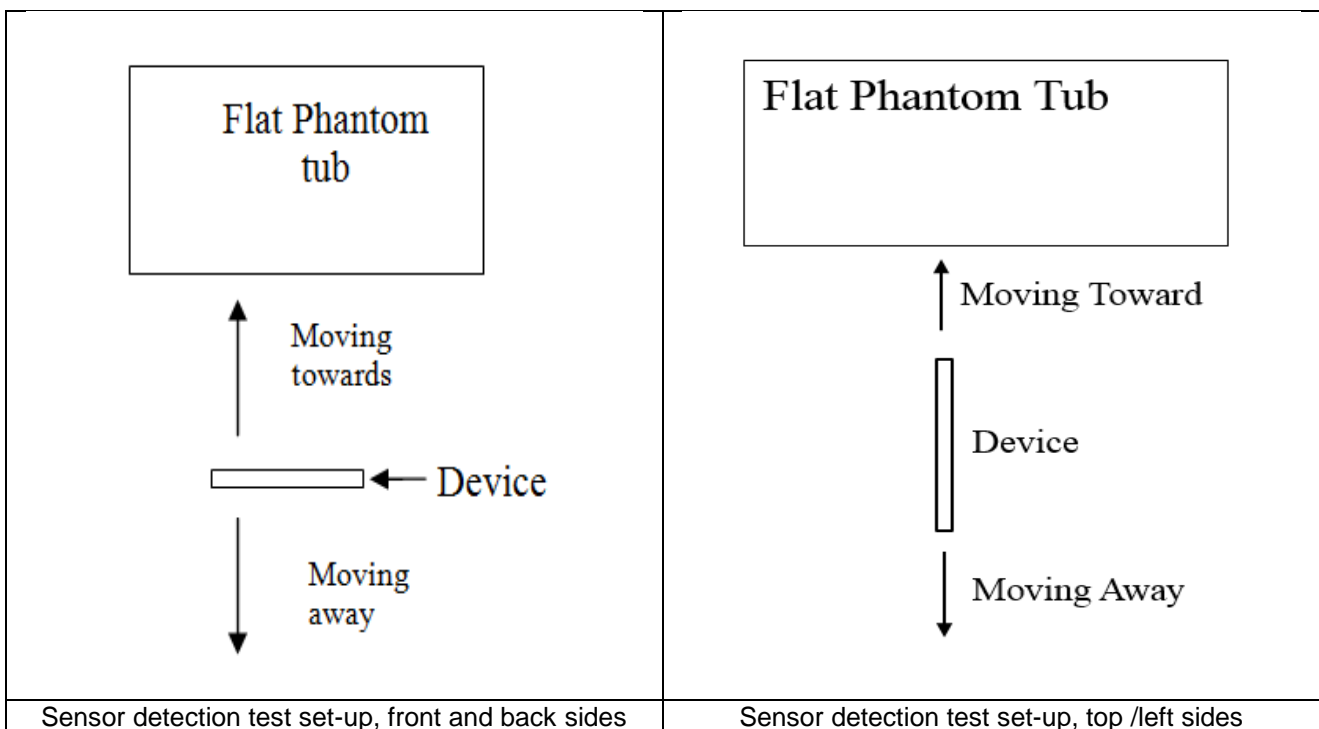 Flat Phantom
tub
Moving
towards
Device
Moving
away
Sensor detection test set-up, front and back sides
Flat Phantom Tub
Moving Toward
Device
Moving Away
Sensor detection test set-up, top /left sides